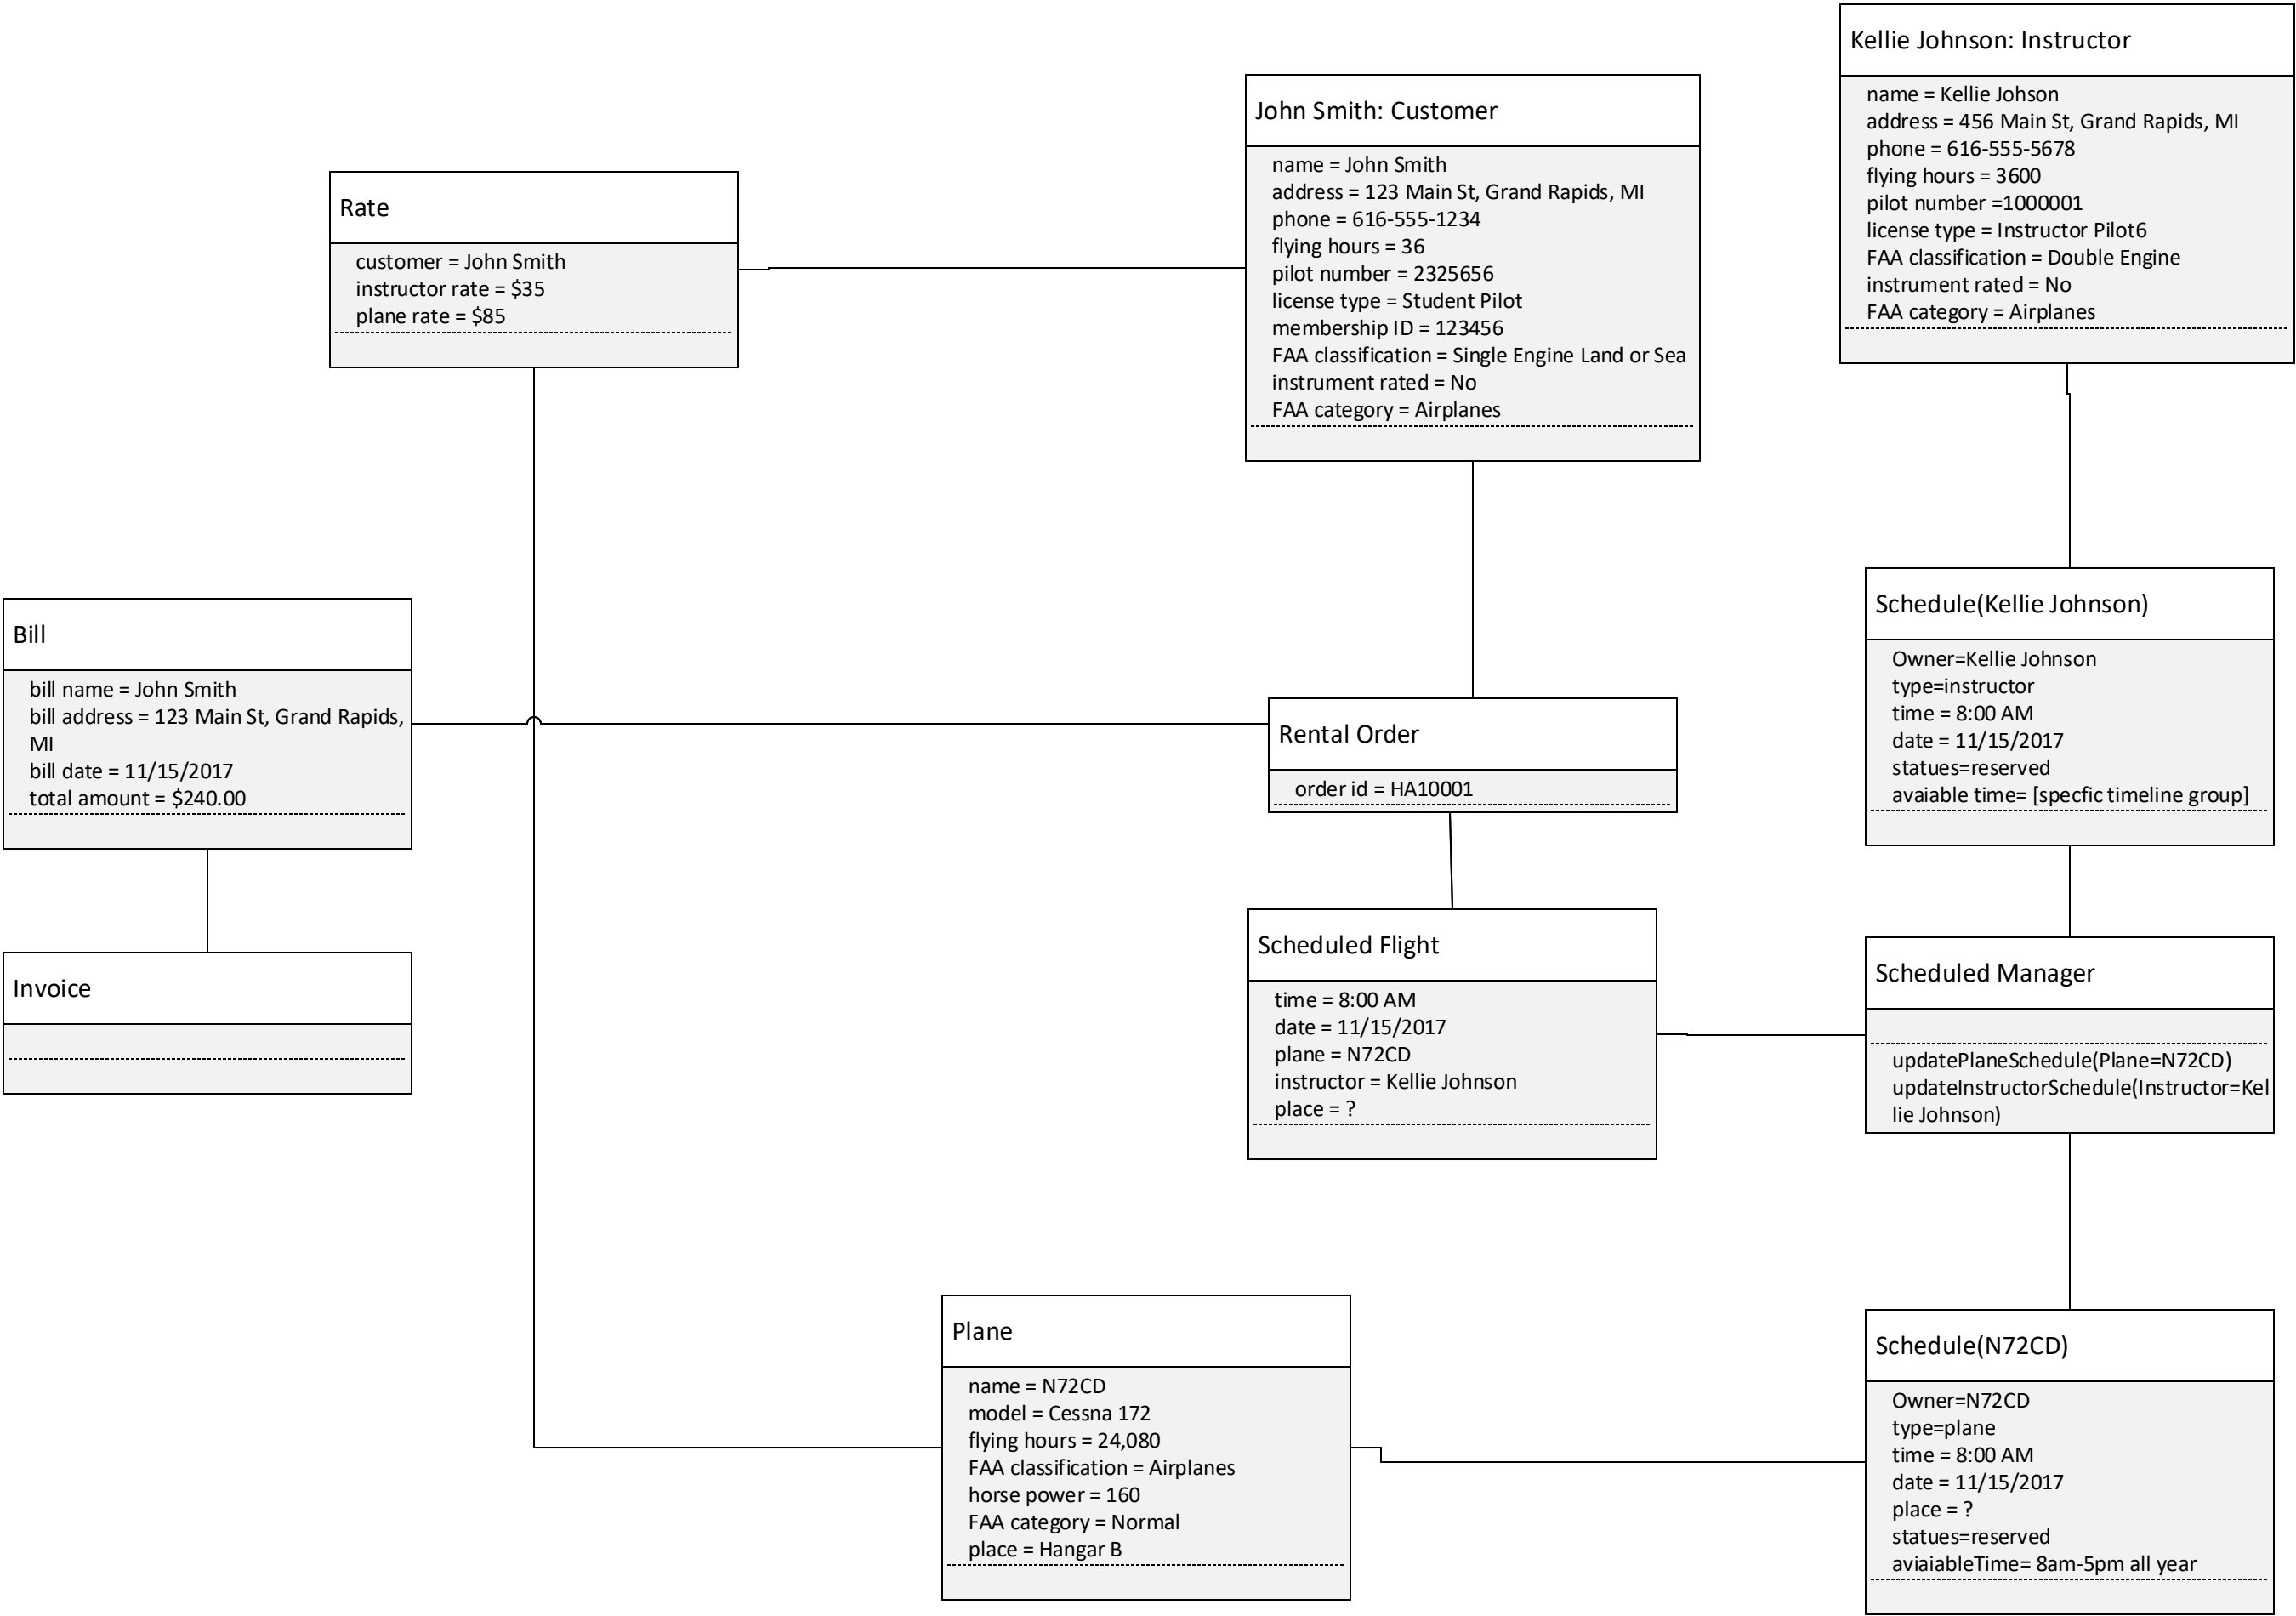 Kellie Johnson: Instructor
name = Kellie Johson
address = 456 Main St, Grand Rapids, MI
phone = 616-555-5678
flying hours = 3600
pilot number =1000001
license type = Instructor Pilot6
FAA classification = Double Engine
instrument rated = No
FAA category = Airplanes
John Smith: Customer
name = John Smith
address = 123 Main St, Grand Rapids, MI
phone = 616-555-1234
flying hours = 36
pilot number = 2325656
license type = Student Pilot
membership ID = 123456
FAA classification = Single Engine Land or Sea
instrument rated = No
FAA category = Airplanes
Rate
customer = John Smith
instructor rate = $35
plane rate = $85
Bill
bill name = John Smith
bill address = 123 Main St, Grand Rapids,
MI
bill date = 11/15/2017
total amount = $240.00
Schedule(Kellie Johnson)
Owner=Kellie Johnson
type=instructor
time = 8:00 AM
date = 11/15/2017
statues=reserved
avaiable time= [specfic timeline group]
Rental Order
order id = HA10001
Invoice
Scheduled Flight
time = 8:00 AM
date = 11/15/2017
plane = N72CD
instructor = Kellie Johnson
place = ?
Scheduled Manager
updatePlaneSchedule(Plane=N72CD)
updateInstructorSchedule(Instructor=Kel
lie Johnson)
Plane
name = N72CD
model = Cessna 172
flying hours = 24,080
FAA classification = Airplanes
horse power = 160
FAA category = Normal
place = Hangar B
Schedule(N72CD)
Owner=N72CD
type=plane
time = 8:00 AM
date = 11/15/2017
place = ?
statues=reserved
aviaiableTime= 8am-5pm all year